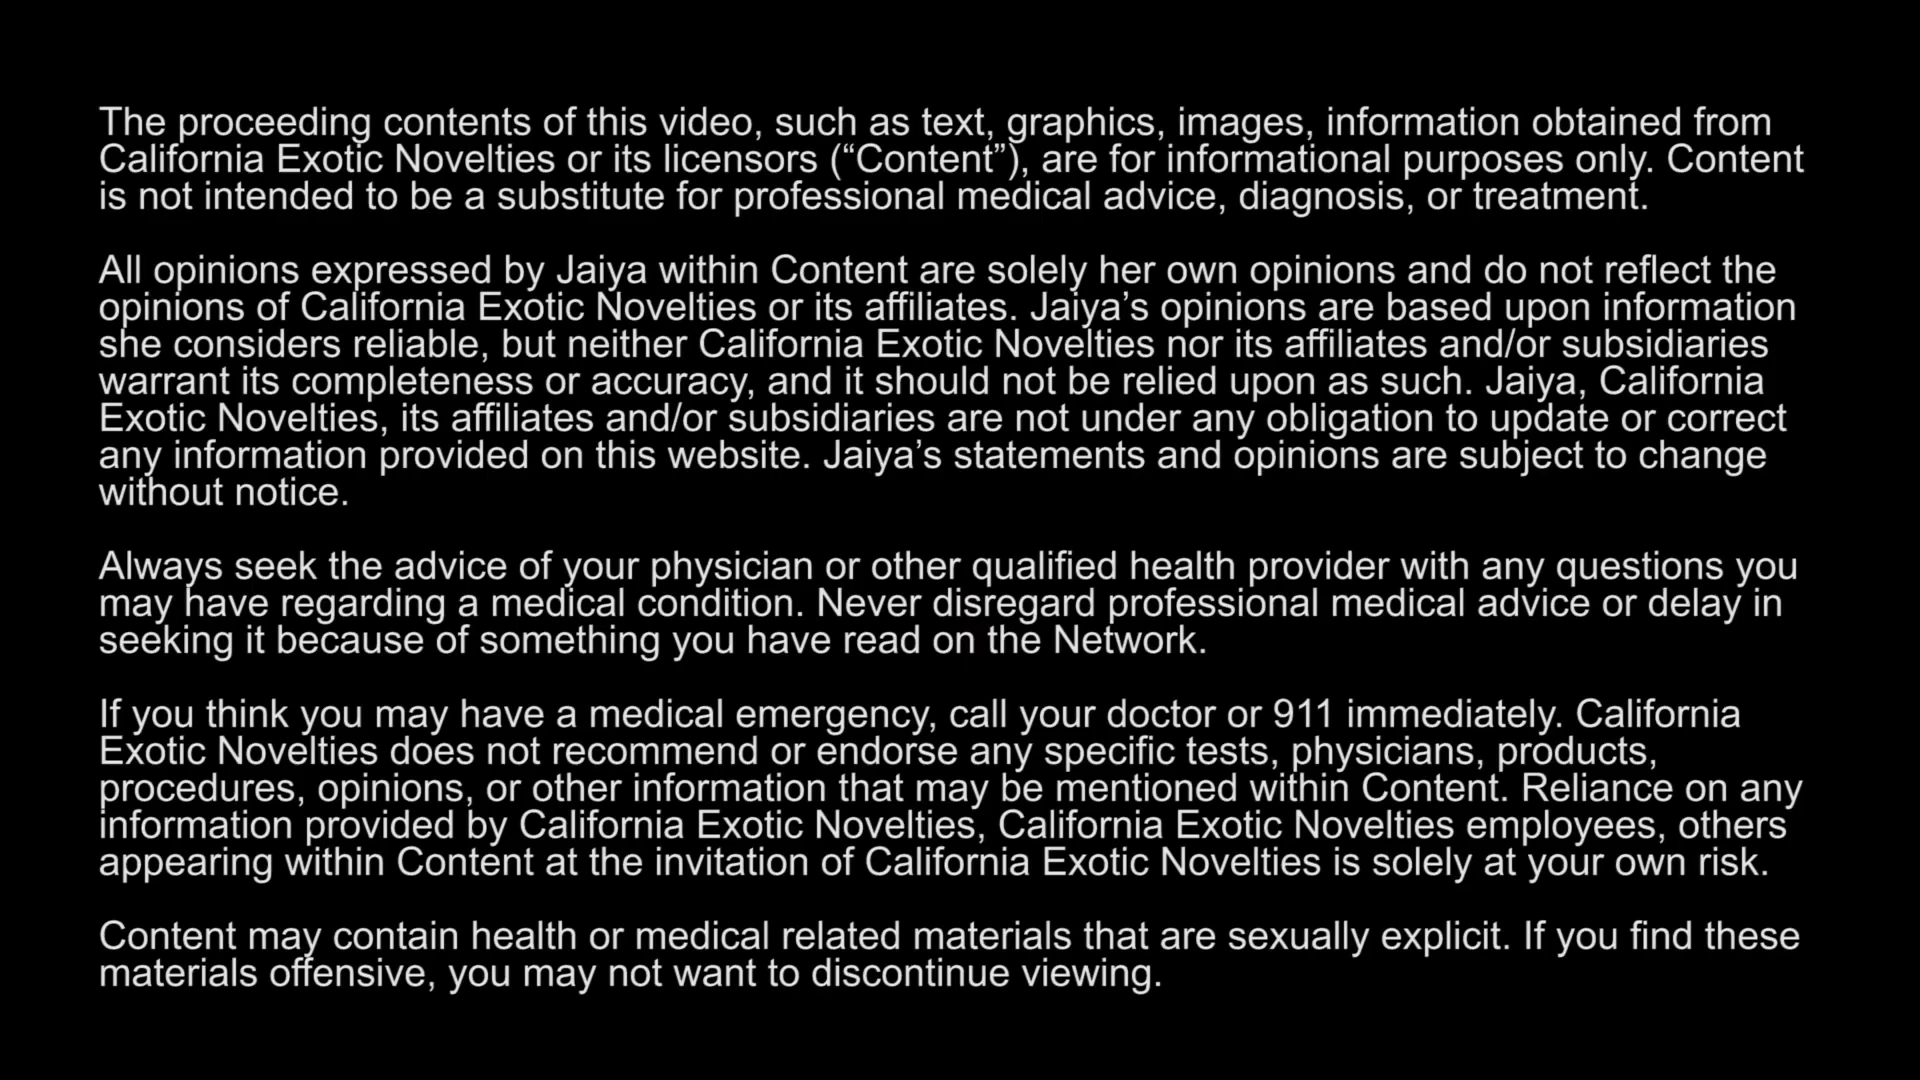 The proceeding contents of this video, such as text, graphics, images, information obtained from
California Exotic Novelties or its licensors (“Content”), are for informational purposes only. Content
is not intended to be a substitute for professional medical advice, diagnosis, or treatment.
All opinions expressed by Jaiya within Content are solely her own opinions and do not reflect the
opinions of California Exotic Novelties or its affiliates. Jaiya’s opinions are based upon information
she considers reliable, but neither California Exotic Novelties nor its affiliates and/or subsidiaries
warrant its completeness or accuracy, and it should not be relied upon as such. Jaiya, California
Exotic Novelties, its affiliates and/or subsidiaries are not under any obligation to update or correct
any information provided on this website. Jaiya’s statements and opinions are subject to change
without notice.
Always seek the advice of your physician or other qualified health provider with any questions you
may have regarding a medical condition. Never disregard professional medical advice or delay in
seeking it because of something you have read on the Network.
If you think you may have a medical emergency, call your doctor or 911 immediately. California
Exotic Novelties does not recommend or endorse any specific tests, physicians, products,
procedures, opinions, or other information that may be mentioned within Content. Reliance on any
information provided by California Exotic Novelties, California Exotic Novelties employees, others
appearing within Content at the invitation of California Exotic Novelties is solely at your own risk.
Content may contain health or medical related materials that are sexually explicit. If you find these
materials offensive, you may not want to discontinue viewing.